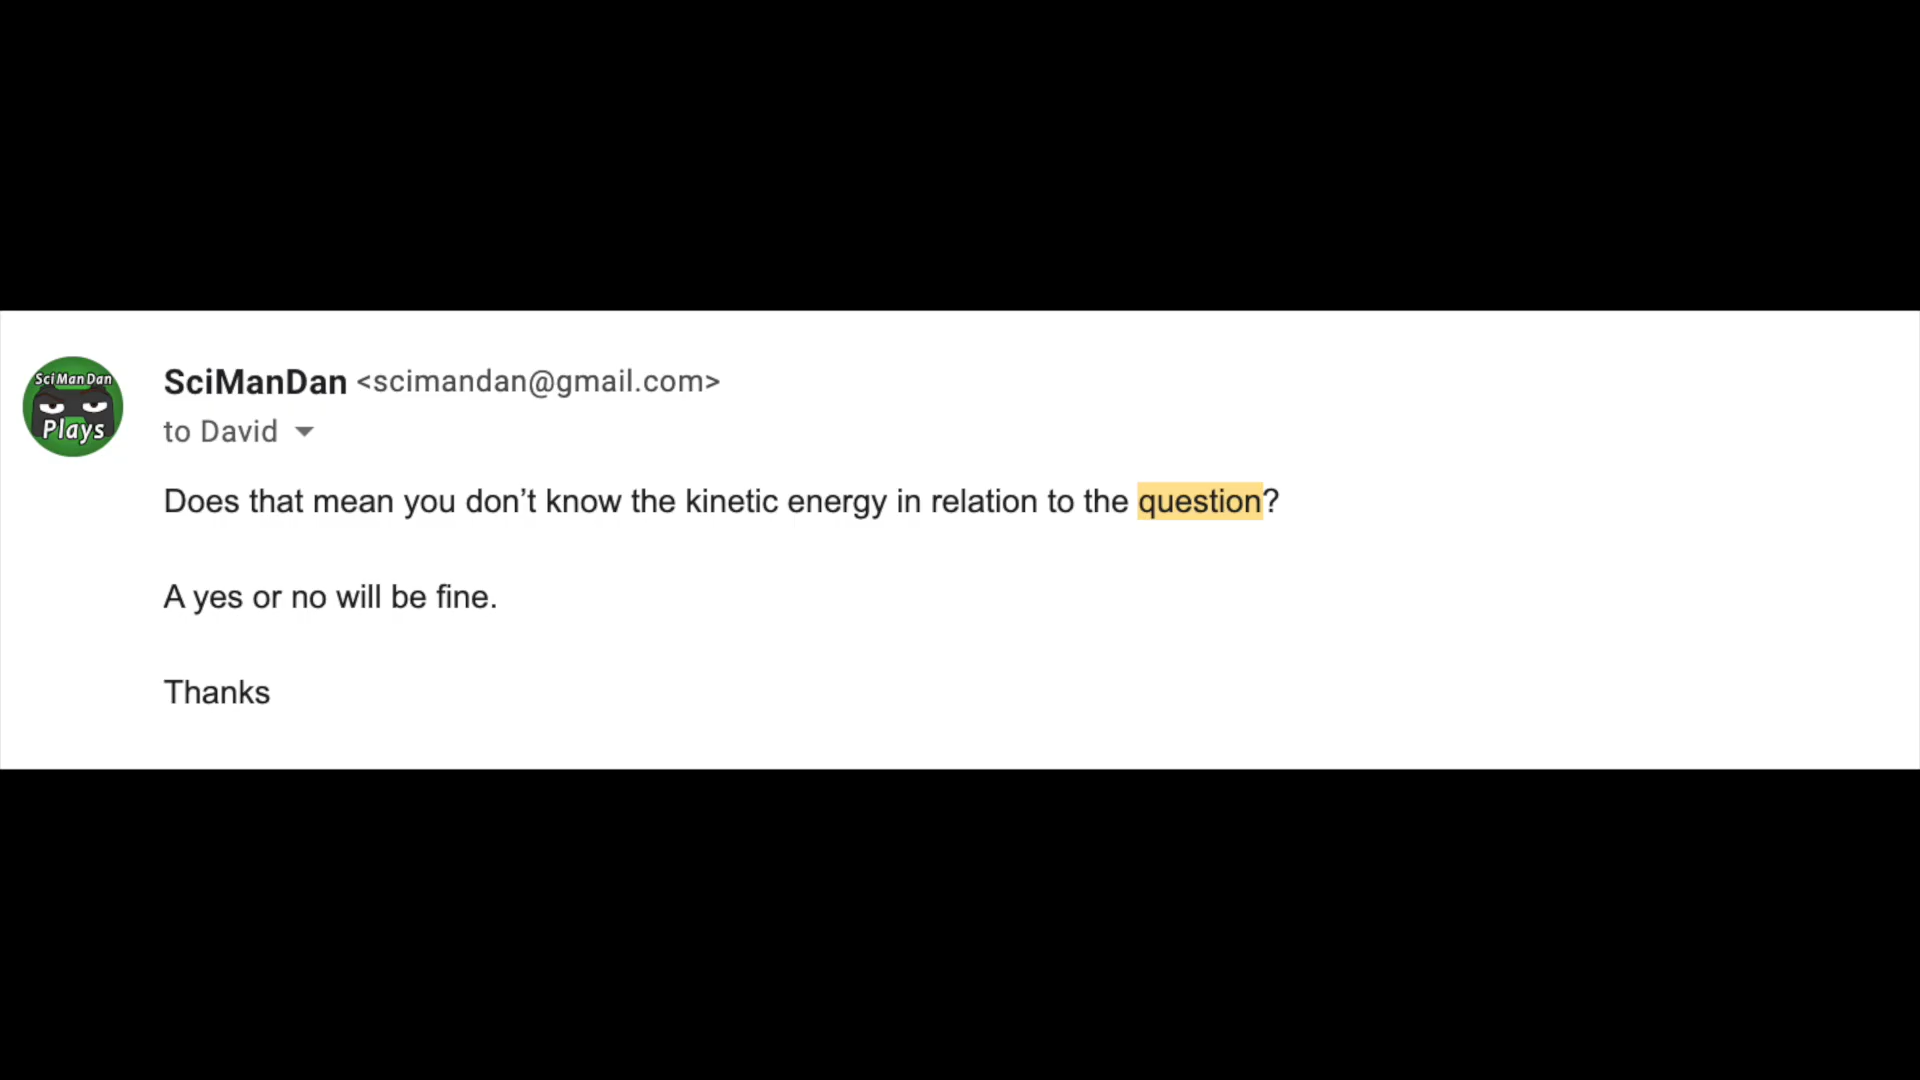 SciManDan
Plays
SciManDan <scimandan@gmail.com>
to David
Does that mean you don’t know the kinetic energy in relation to the question?
A yes or no will be fine.
Thanks